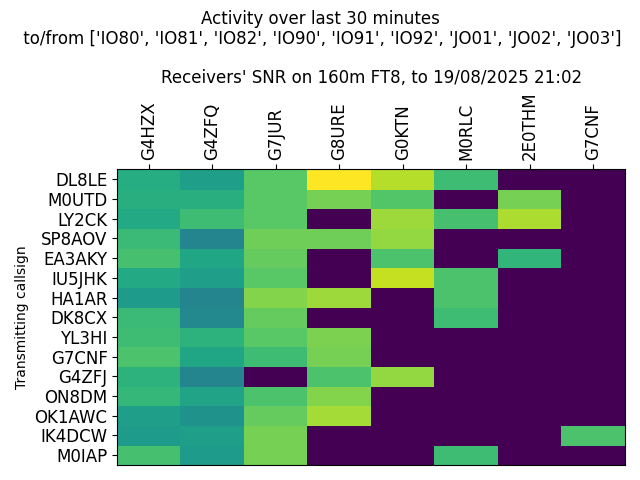 Activity over last 30 minutes
to/from ['IO80', 'IO81', 'IO82', 'IO90', 'IO91', 'IO92', 'JO01', 'JO02', 'JO03']
Receivers' SNR on 160m FT8, to 19/08/2025 21:02
G4HZX
G4ZFQ
G7JUR
G8URE
G0KTN
M0RLC
2E0THM
G7CNF
Transmitting callsign
DL8LE
M0UTD
LY2CK
SP8AOV
EA3AKY
IU5JHK
HA1AR
DK8CX
YL3HI
G7CNF
G4ZFJ
ON8DM
OK1AWC
IK4DCW
M0IAP